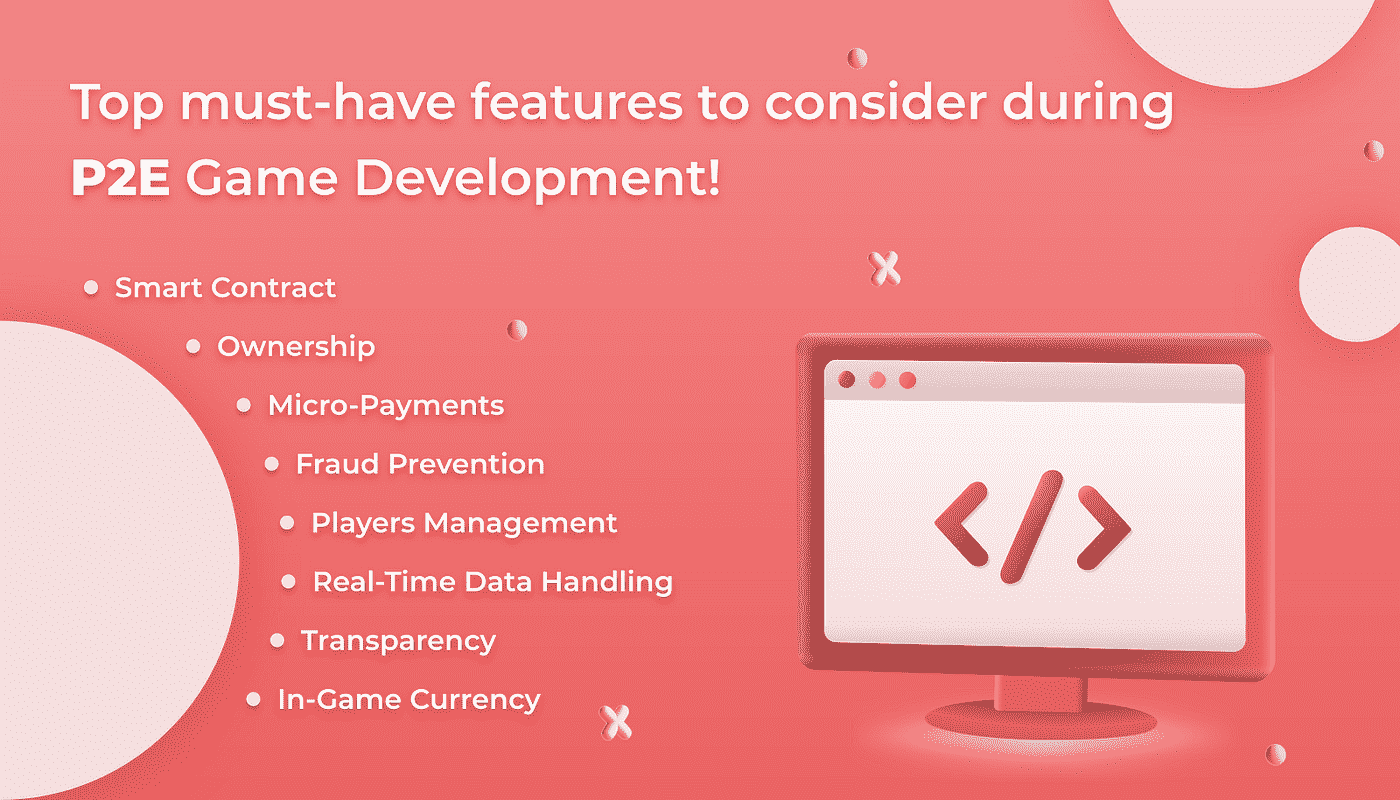 Top must-have features to consider during
P2E Game Development!
Smart Contract
Ownership
Micro-Payments
Fraud Prevention
Players Management
Real-Time Data Handling
Transparency
In-Game Currency
</>